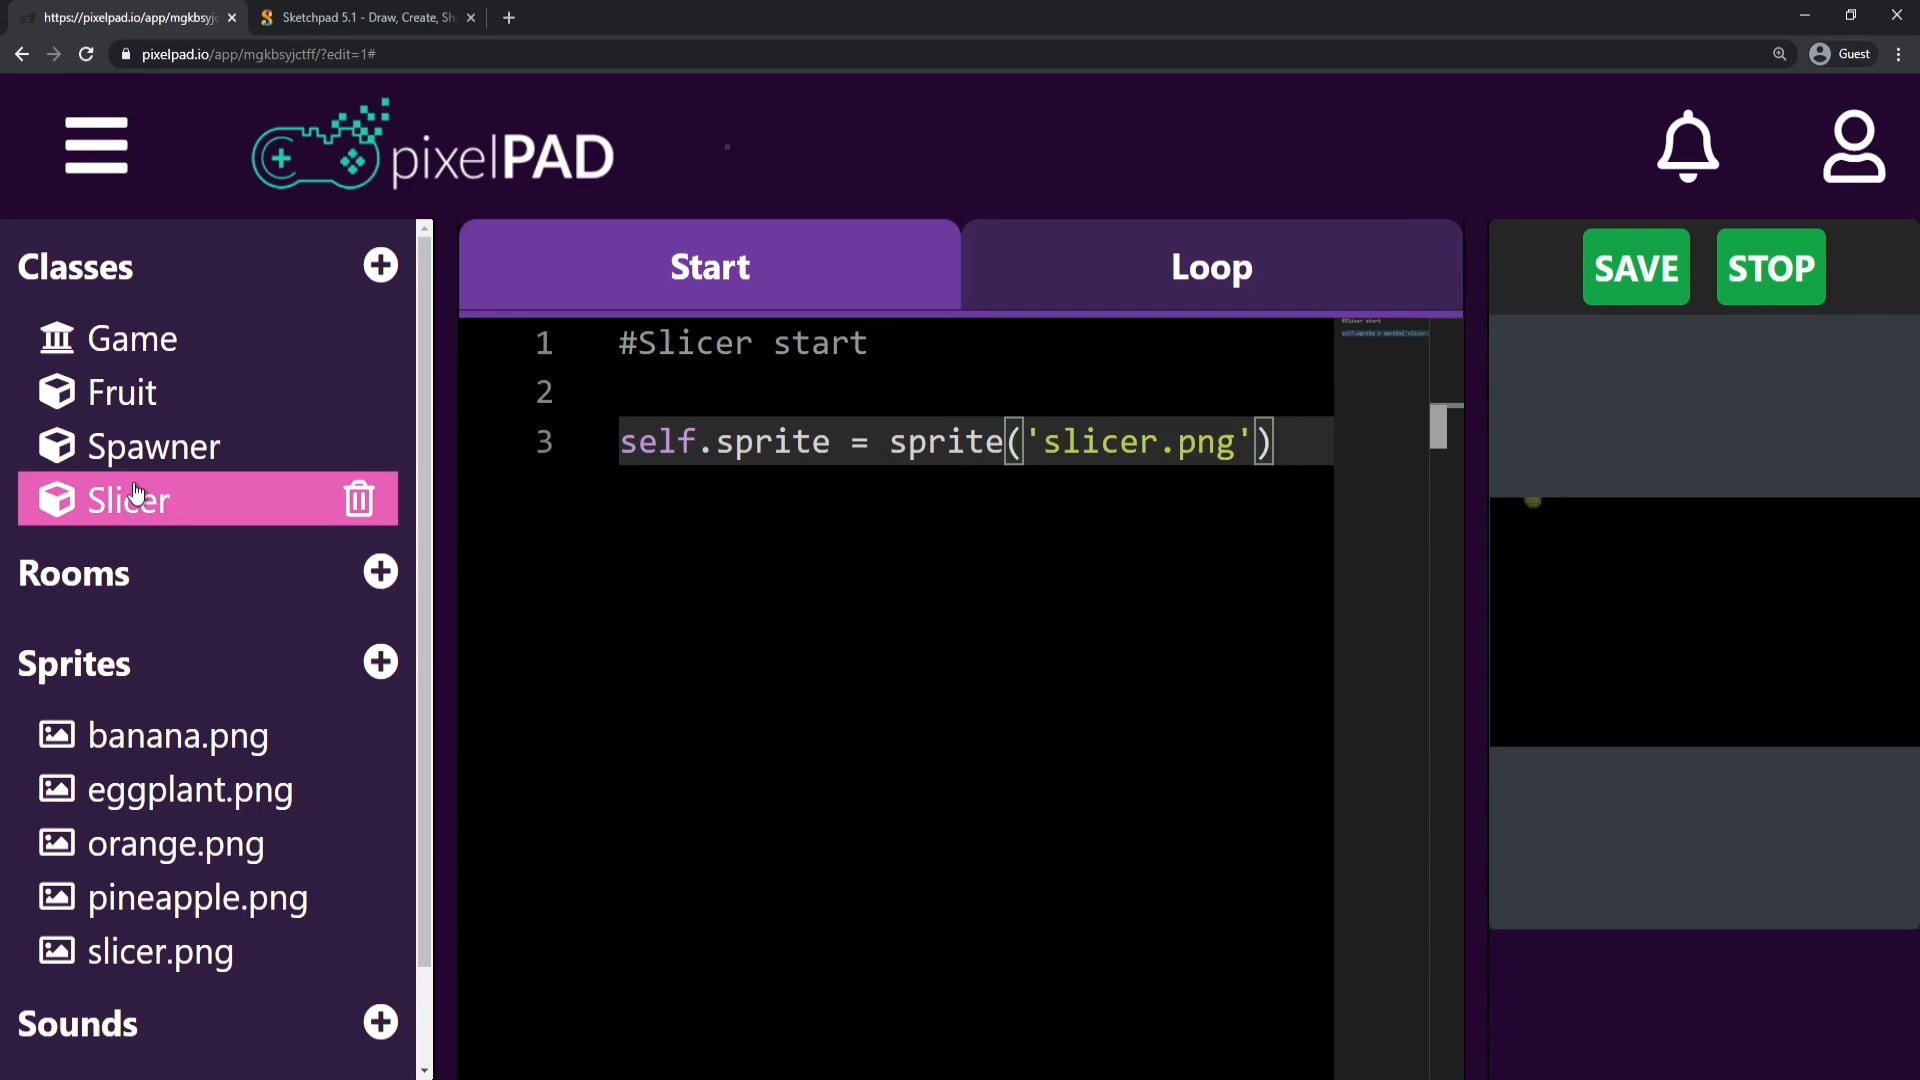 https://pixelpad.io/app/mgkbsyjc
Sketchpad 5.1 - Draw, Create, Sh
pixelpad.io/app/mgkbsyjctff/?edit=1#
Guest
pixelPAD
Classes
Game
Fruit
Spawner
Slicer
Rooms
Sprites
banana.png
eggplant.png
orange.png
pineapple.png
slicer.png
Sounds
Start
Loop
1 #Slicer start
2
3 self.sprite = sprite('slicer.png')
SAVE
STOP